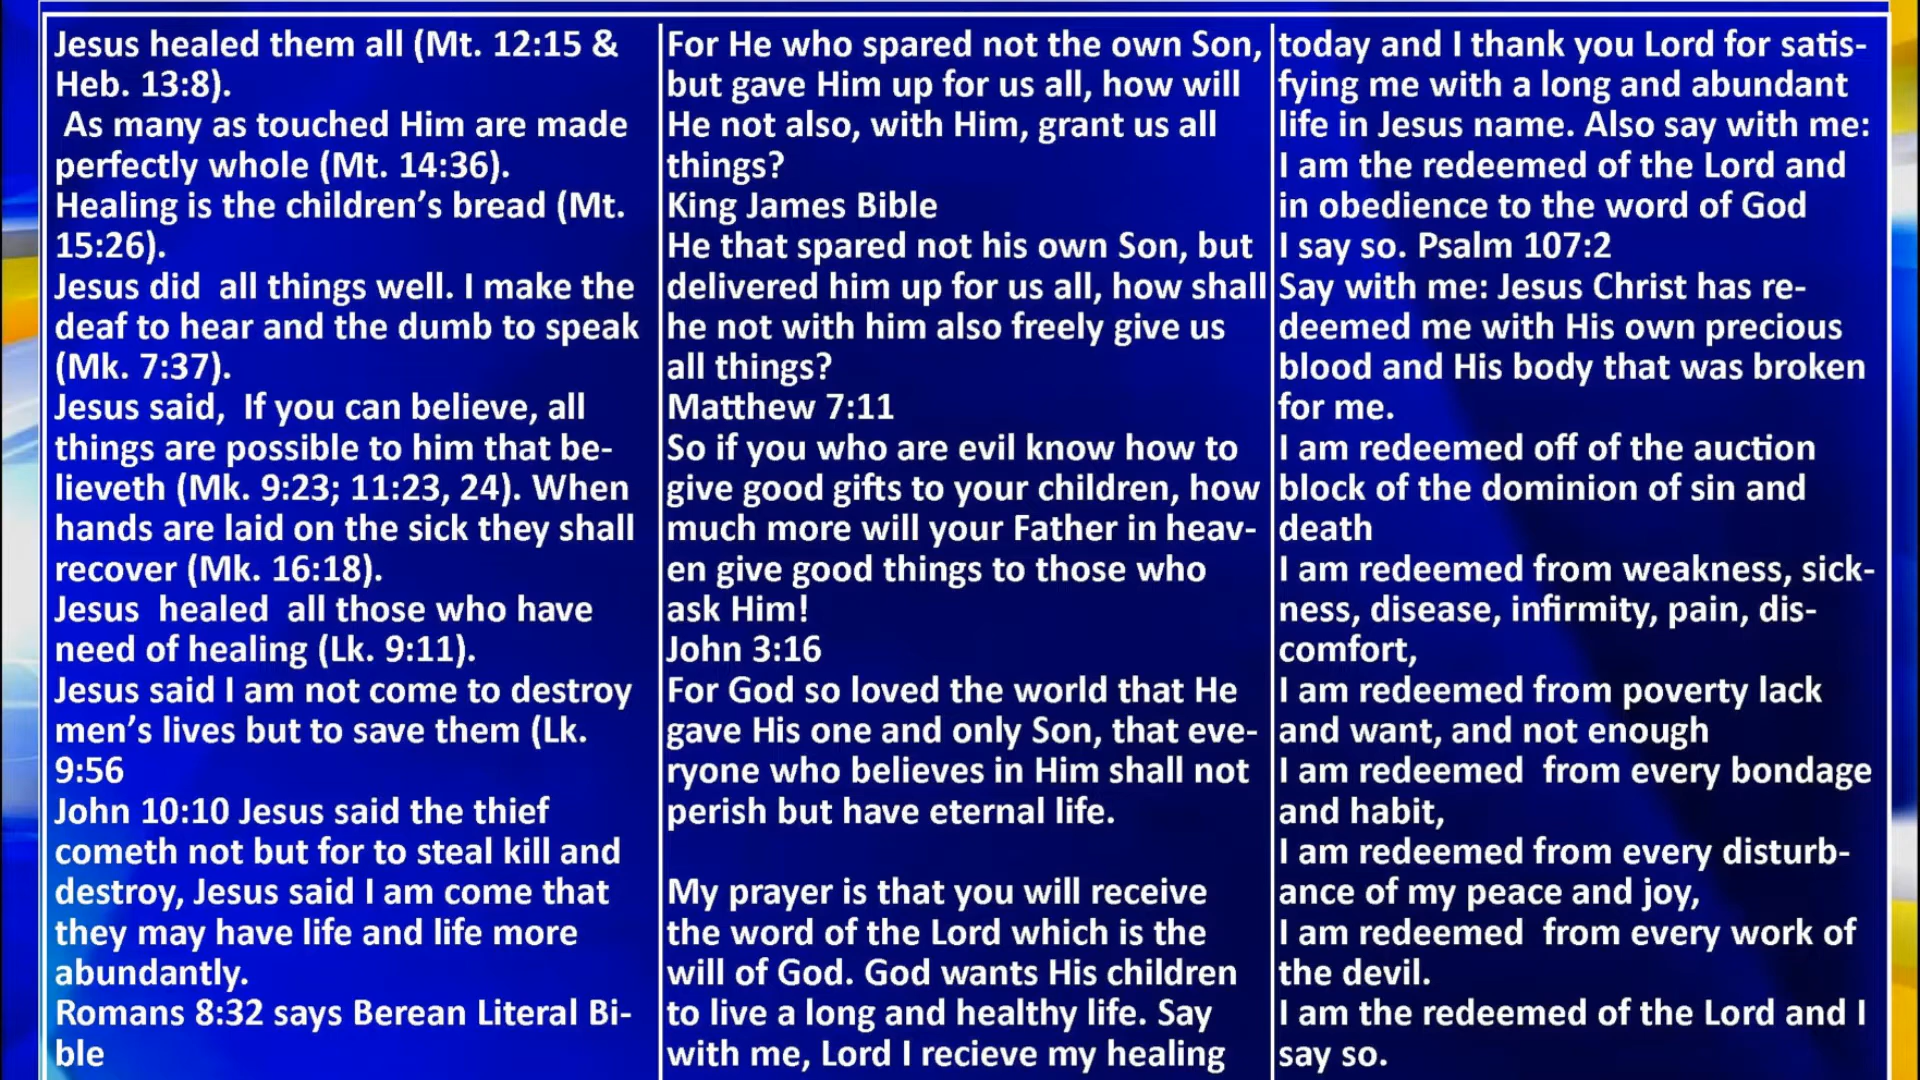 Jesus healed them all (Mt. 12:15 &
Heb. 13:8).
As many as touched Him are made
perfectly whole (Mt. 14:36).
Healing is the children’s bread (Mt.
15:26).
Jesus did  all things well. I make the
deaf to hear and the dumb to speak
(Mk. 7:37).
Jesus said,  If you can believe, all
things are possible to him that be-
lieveth (Mk. 9:23; 11:23, 24). When
hands are laid on the sick they shall
recover (Mk. 16:18).
Jesus  healed  all those who have
need of healing (Lk. 9:11).
Jesus said I am not come to destroy
men’s lives but to save them (Lk.
9:56
John 10:10 Jesus said the thief
cometh not but for to steal kill and
destroy, Jesus said I am come that
they may have life and life more
abundantly.
Romans 8:32 says Berean Literal Bi-
ble
For He who spared not the own Son,
but gave Him up for us all, how will
He not also, with Him, grant us all
things?
King James Bible
He that spared not his own Son, but
delivered him up for us all, how shall
he not with him also freely give us
all things?
Matthew 7:11
So if you who are evil know how to
give good gifts to your children, how
much more will your Father in heav-
en give good things to those who
ask Him!
John 3:16
For God so loved the world that He
gave His one and only Son, that eve-
ryone who believes in Him shall not
perish but have eternal life.
My prayer is that you will receive
the word of the Lord which is the
will of God. God wants His children
to live a long and healthy life. Say
with me, Lord I recieve my healing
today and I thank you Lord for satis-
fying me with a long and abundant
life in Jesus name. Also say with me:
I am the redeemed of the Lord and
in obedience to the word of God
I say so. Psalm 107:2
Say with me: Jesus Christ has re-
deemed me with His own precious
blood and His body that was broken
for me.
I am redeemed off of the auction
block of the dominion of sin and
death
I am redeemed from weakness, sick-
ness, disease, infirmity, pain, dis-
comfort,
I am redeemed from poverty lack
and want, and not enough
I am redeemed  from every bondage
and habit,
I am redeemed from every disturb-
ance of my peace and joy,
I am redeemed  from every work of
the devil.
I am the redeemed of the Lord and I
say so.